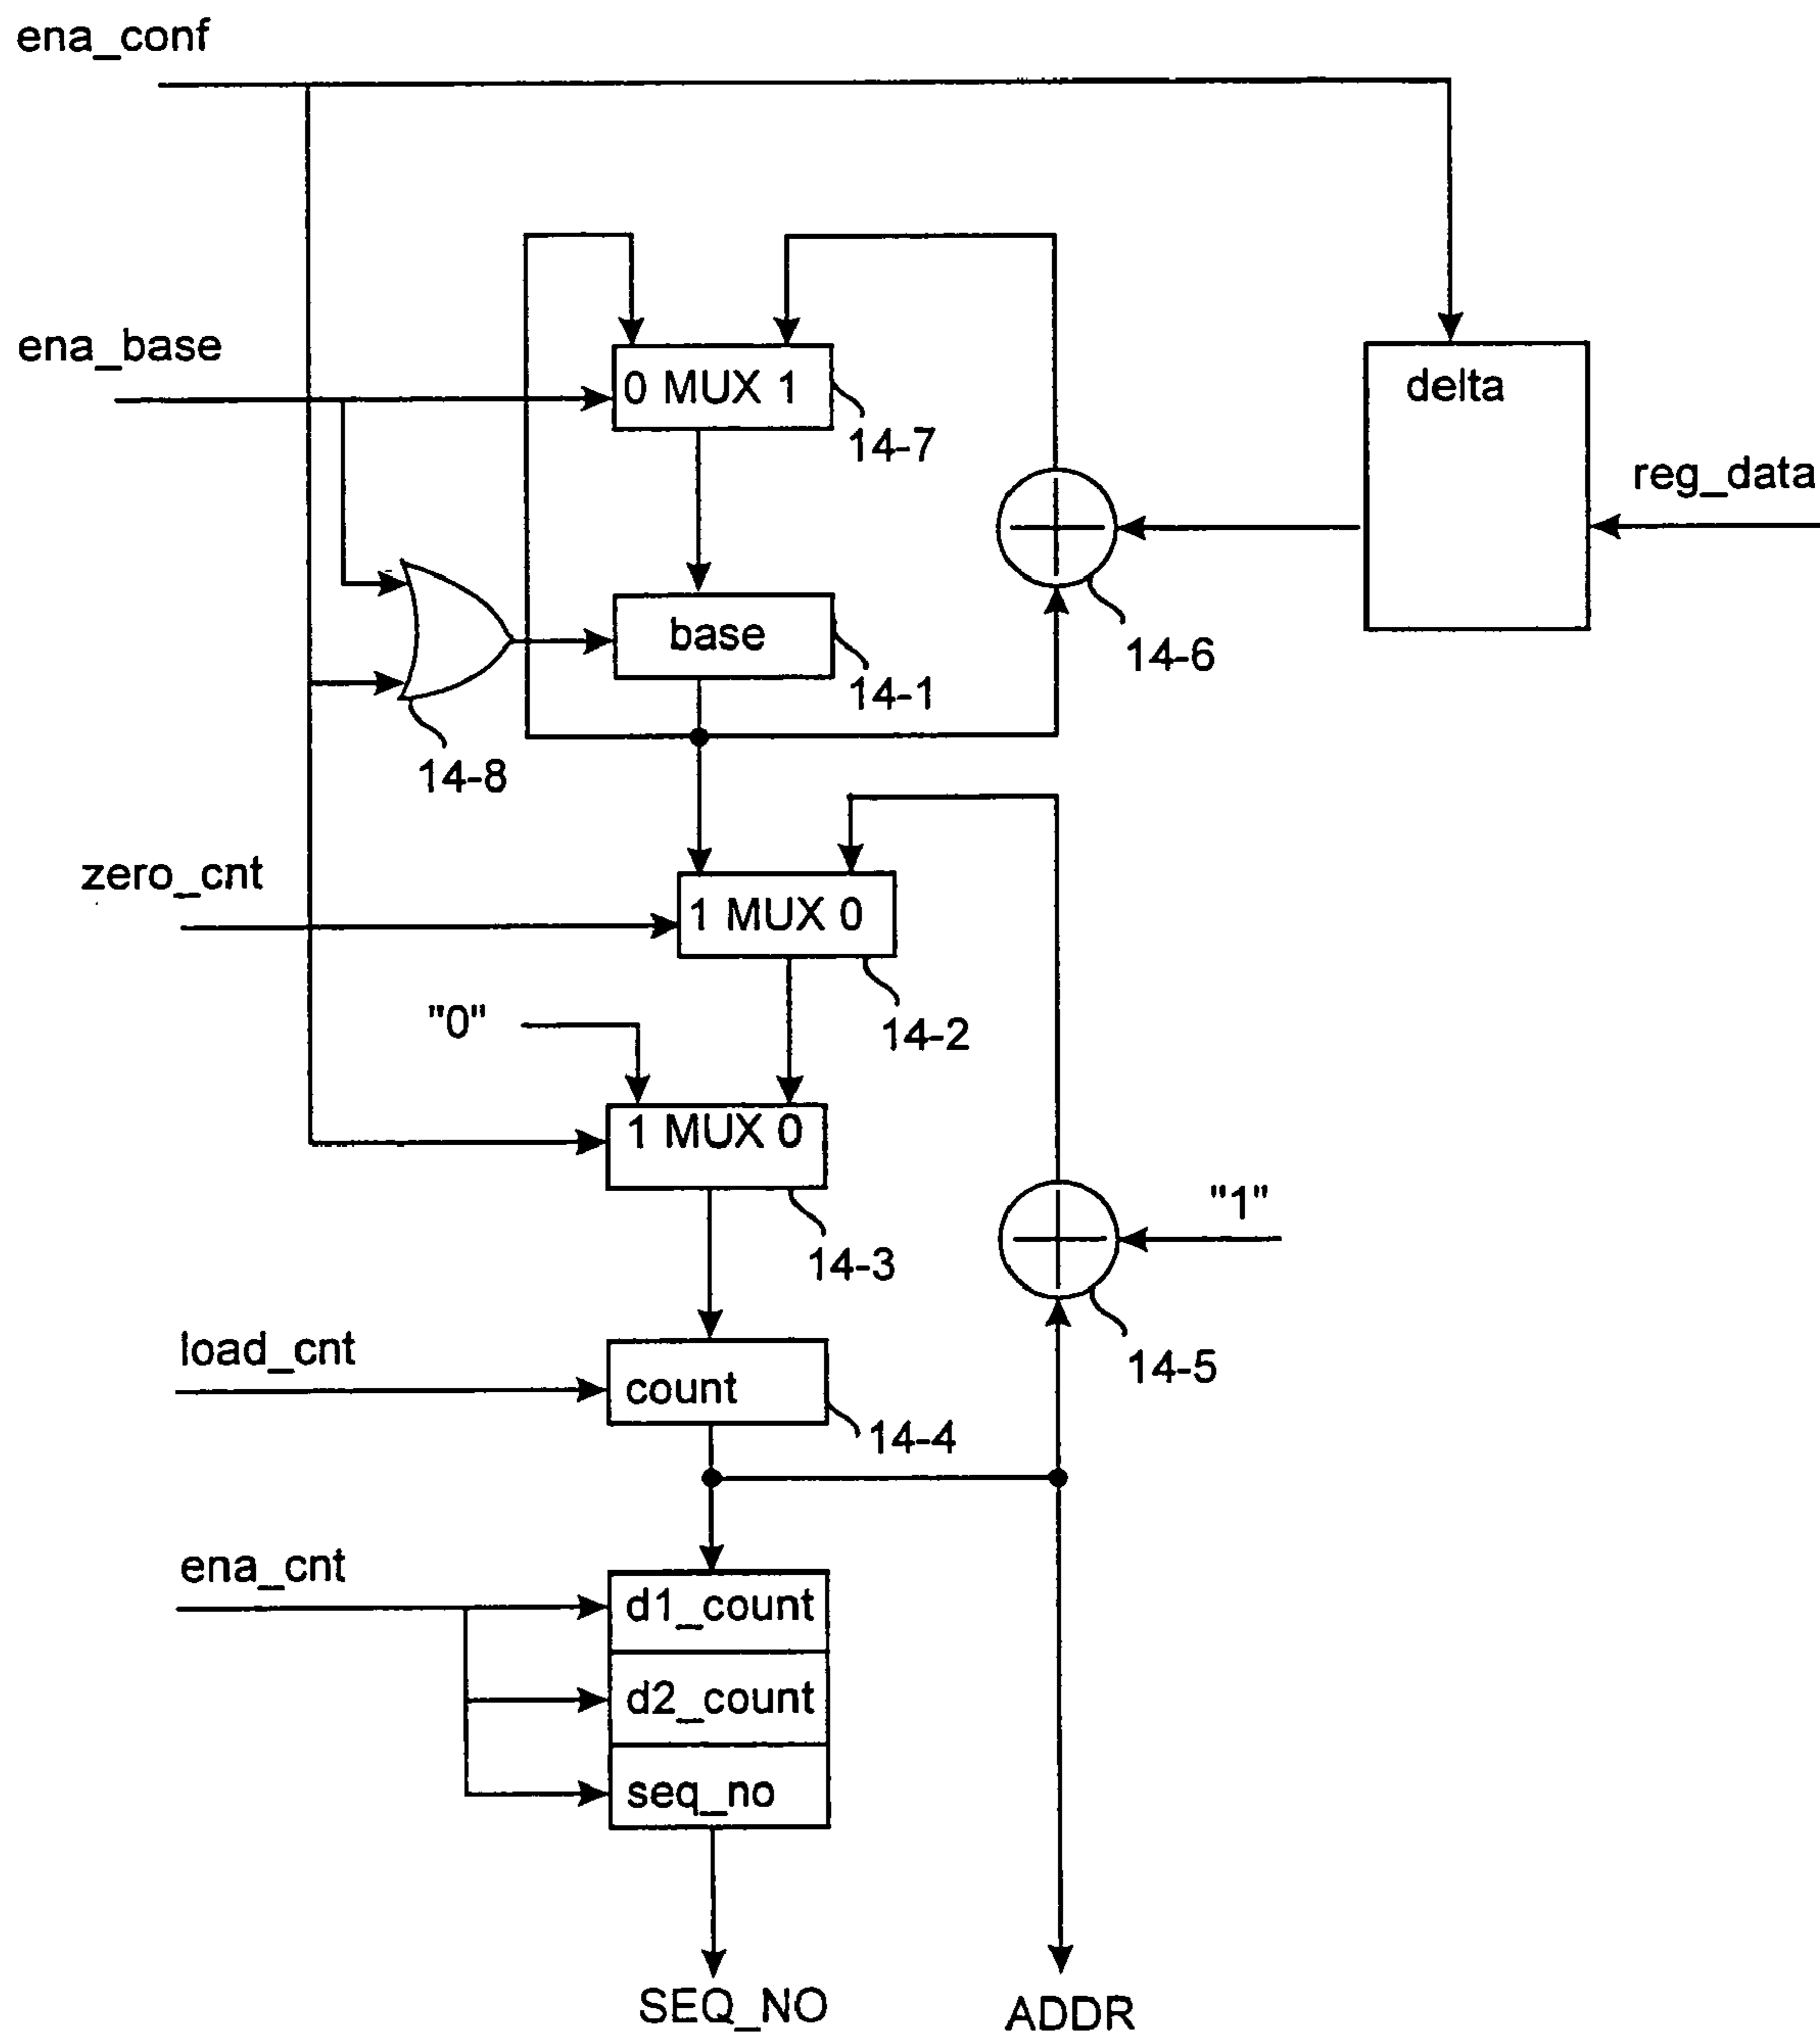 ena_conf
ena_base
0 MUX 1
14-7
delta
reg_data
base
14-1
14-6
14-8
zero_cnt
1 MUX 0
14-2
"0"
1 MUX 0
14-3
"1"
14-5
load_cnt
count
14-4
ena_cnt
d1_count
d2_count
seq_no
SEQ_NO
ADDR